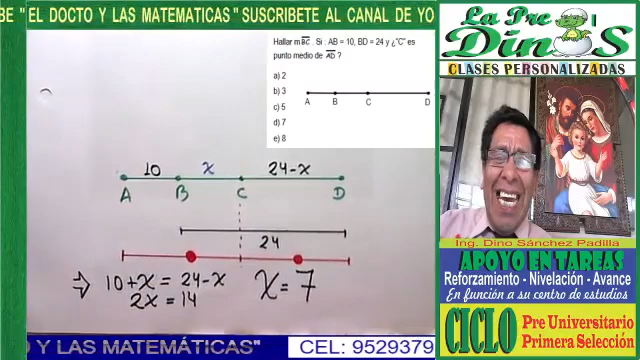 BE "EL DOCTO Y LAS MATEMATICAS" SUSCRIBETE AL CANAL DE YO
La Pre
DinoS
CLASES PERSONALIZADAS
Hallar m BC . Si : AB = 10, BD = 24 y ¿"C" es
punto medio de AD ?
a) 2
b) 3
c) 5
d) 7
e) 8
A B C D
10 x 24-x
A B C D
24
⇒ 10+x = 24-x
2x = 14
x = 7
Ing. Dino Sánchez Padilla
APOYO EN TAREAS
Reforzamiento - Nivelación - Avance
En función a su centro de estudios
CICLO Pre Universitario
Primera Selección
O Y LAS MATEMÁTICAS" CEL: 9529379